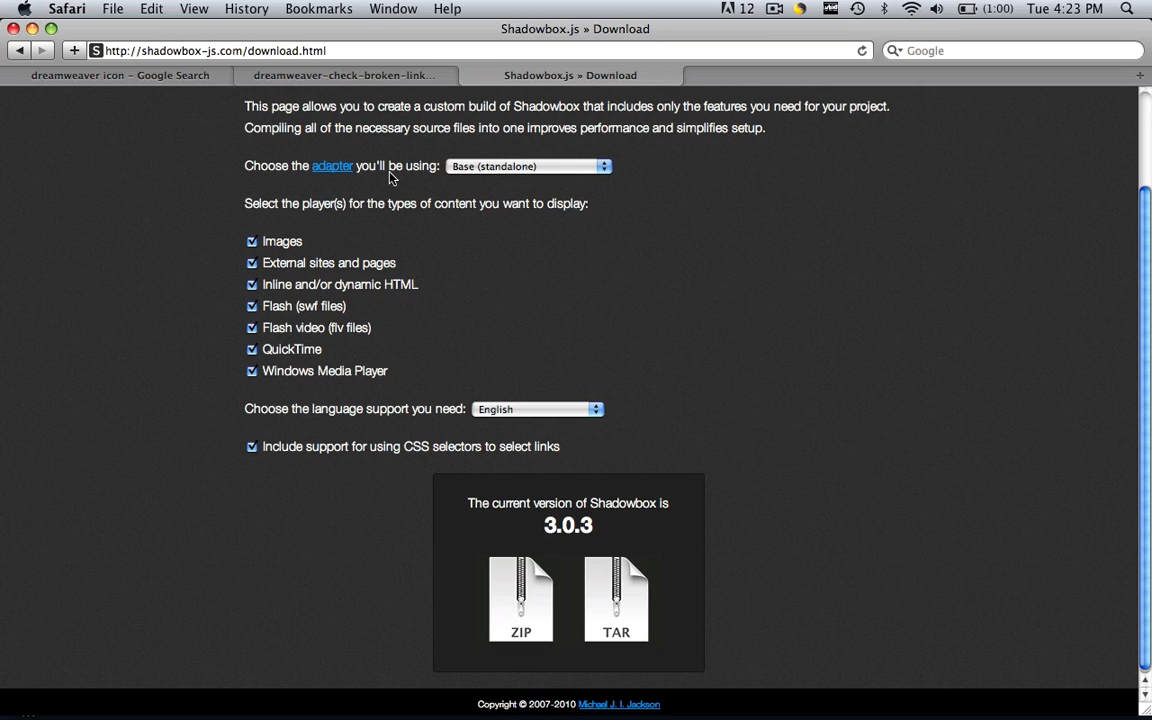 Safari File Edit View History Bookmarks Window Help 12 (1:00) Tue 4:23 PM
Shadowbox.js » Download
S http://shadowbox-js.com/download.html Google
dreamweaver icon – Google Search dreamweaver-check-broken-link... Shadowbox.js » Download
This page allows you to create a custom build of Shadowbox that includes only the features you need for your project.
Compiling all of the necessary source files into one improves performance and simplifies setup.
Choose the adapter you'll be using: Base (standalone)
Select the player(s) for the types of content you want to display:
Images
External sites and pages
Inline and/or dynamic HTML
Flash (swf files)
Flash video (flv files)
QuickTime
Windows Media Player
Choose the language support you need: English
Include support for using CSS selectors to select links
The current version of Shadowbox is
3.0.3
ZIP TAR
Copyright © 2007-2010 Michael J. I. Jackson